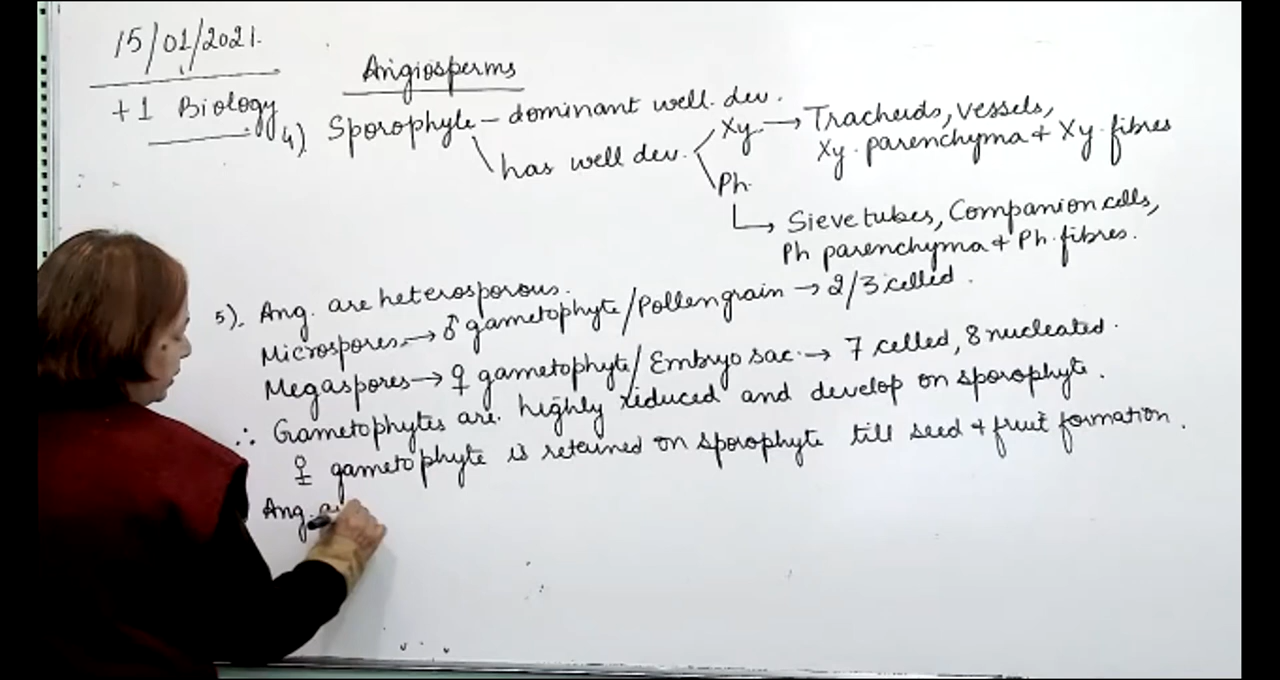 15/01/2021.
+1 Biology
Angiosperms
4) Sporophyte – dominant well. dev.
has well dev. Xy. → Tracheids, vessels,
Xy. parenchyma + Xy. fibres
Ph.
Sieve tubes, Companion cells,
Ph parenchyma + Ph. fibres.
5). Ang. are heterosporous.
Microspores → ♂ gametophyte/Pollengrain → 2/3 celled.
Megaspores → ♀ gametophyte/Embryo sac. → 7 celled, 8 nucleated.
∴ Gametophytes are highly reduced and develop on sporophyte.
♀ gametophyte is retained on sporophyte till seed + fruit formation.
Ang.